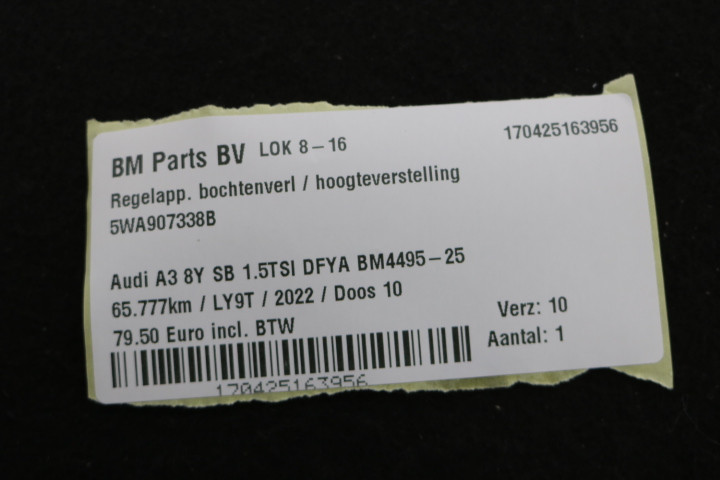 BM Parts BV LOK 8-16 170425163956
Regelapp. bochtenverl / hoogteverstelling
5WA907338B
Audi A3 8Y SB 1.5TSI DFYA BM4495-25
65.777km / LY9T / 2022 / Doos 10
Verz: 10
79.50 Euro incl. BTW
Aantal: 1
170425163956